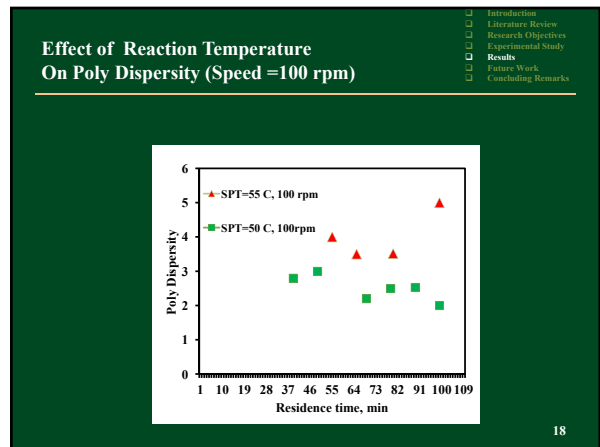 Effect of Reaction Temperature
On Poly Dispersity (Speed =100 rpm)
❑ Introduction
❑ Literature Review
❑ Research Objectives
❑ Experimental Study
❑ Results
❑ Future Work
❑ Concluding Remarks
6
5
4
3
2
1
0
Poly Dispersity
SPT=55 C, 100 rpm
SPT=50 C, 100rpm
1 10 19 28 37 46 55 64 73 82 91 100 109
Residence time, min
18